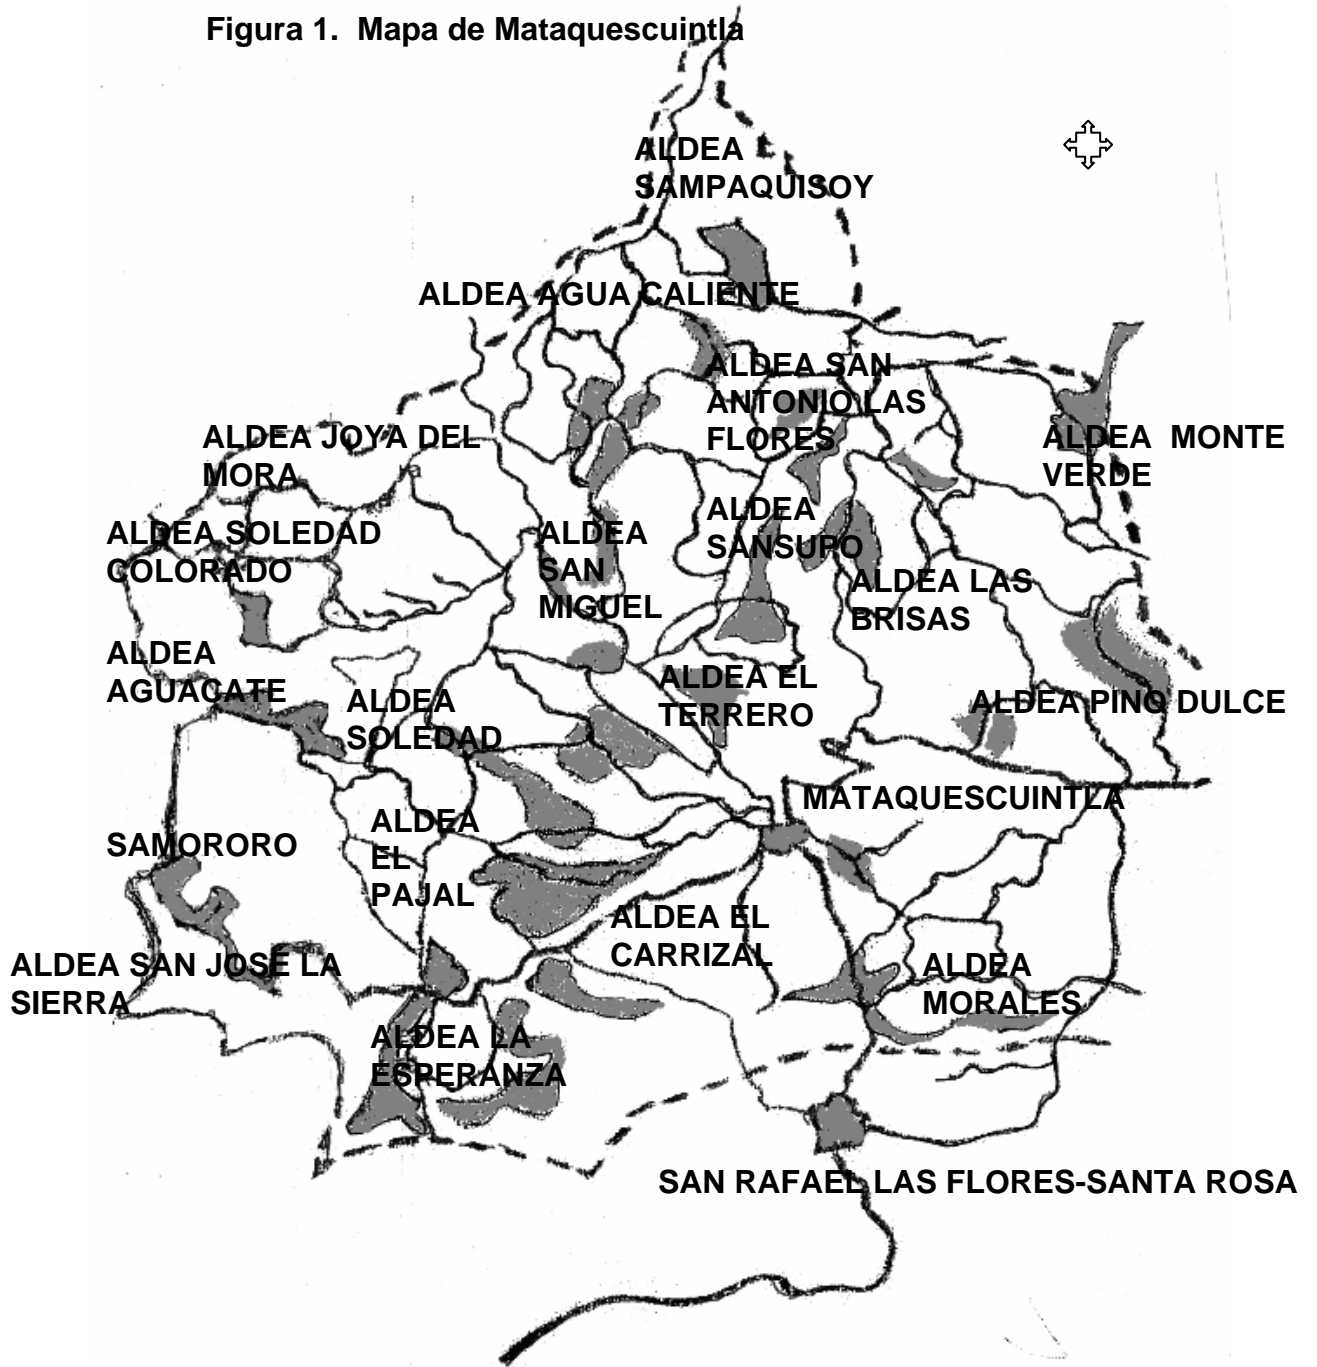 Figura 1.  Mapa de Mataquescuintla
ALDEA
SAMPAQUISOY
ALDEA AGUA CALIENTE
ALDEA SAN
ANTONIO LAS
FLORES
ALDEA JOYA DEL
MORA
ALDEA  MONTE
VERDE
ALDEA SOLEDAD
COLORADO
ALDEA
SAN
MIGUEL
ALDEA
SANSUPO
ALDEA LAS
BRISAS
ALDEA
AGUACATE
ALDEA
SOLEDAD
ALDEA EL
TERRERO
ALDEA PINO DULCE
MATAQUESCUINTLA
SAMORORO
ALDEA
EL
PAJAL
ALDEA EL
CARRIZAL
ALDEA SAN JOSE LA
SIERRA
ALDEA
MORALES
ALDEA LA
ESPERANZA
SAN RAFAEL LAS FLORES-SANTA ROSA